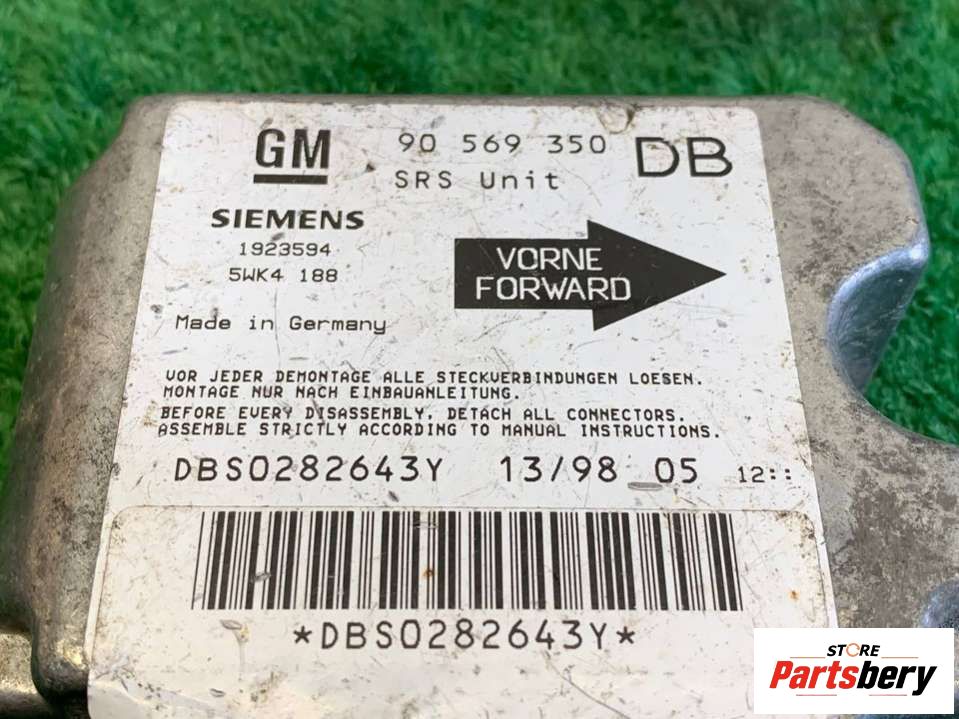 GM 90 569 350 DB
SRS Unit
SIEMENS
1923594
5WK4 188
VORNE
FORWARD
Made in Germany
VOR JEDER DEMONTAGE ALLE STECKVERBINDUNGEN LOESEN.
MONTAGE NUR NACH EINBAUANLEITUNG.
BEFORE EVERY DISASSEMBLY, DETACH ALL CONNECTORS.
ASSEMBLE STRICTLY ACCORDING TO MANUAL INSTRUCTIONS.
DBS0282643Y 13/98 05 12::
*DBS0282643Y*
STORE
Partsbery